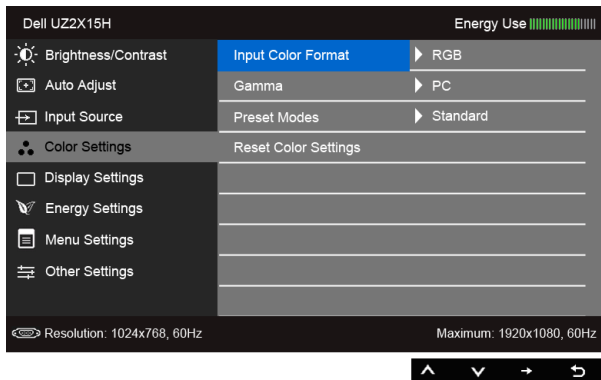 Dell UZ2X15H Energy Use
Brightness/Contrast Input Color Format RGB
Auto Adjust Gamma PC
Input Source Preset Modes Standard
Color Settings Reset Color Settings
Display Settings
Energy Settings
Menu Settings
Other Settings
Resolution: 1024x768, 60Hz Maximum: 1920x1080, 60Hz